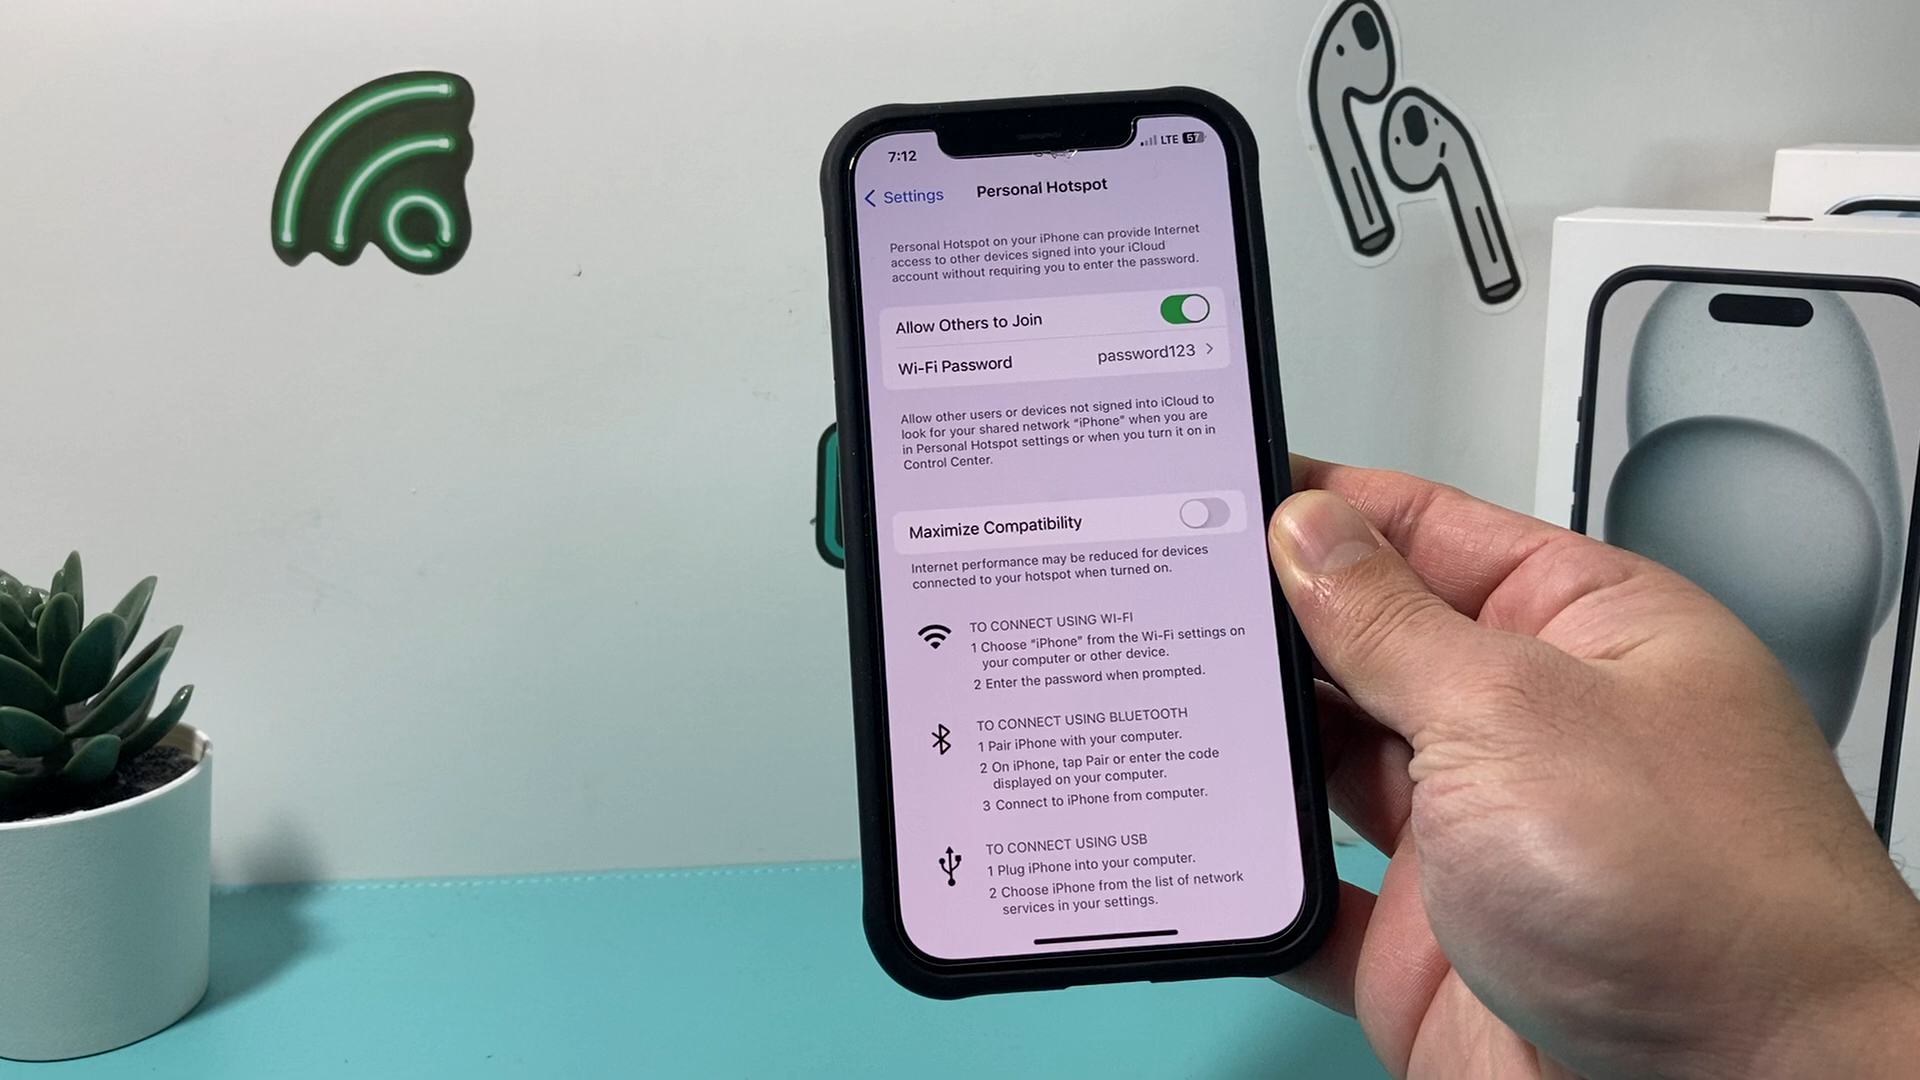 7:12
LTE 67
Settings
Personal Hotspot
Personal Hotspot on your iPhone can provide Internet
access to other devices signed into your iCloud
account without requiring you to enter the password.
Allow Others to Join
Wi-Fi Password password123
Allow other users or devices not signed into iCloud to
look for your shared network “iPhone” when you are
in Personal Hotspot settings or when you turn it on in
Control Center.
Maximize Compatibility
Internet performance may be reduced for devices
connected to your hotspot when turned on.
TO CONNECT USING WI-FI
1 Choose “iPhone” from the Wi-Fi settings on
your computer or other device.
2 Enter the password when prompted.
TO CONNECT USING BLUETOOTH
1 Pair iPhone with your computer.
2 On iPhone, tap Pair or enter the code
displayed on your computer.
3 Connect to iPhone from computer.
TO CONNECT USING USB
1 Plug iPhone into your computer.
2 Choose iPhone from the list of network
services in your settings.